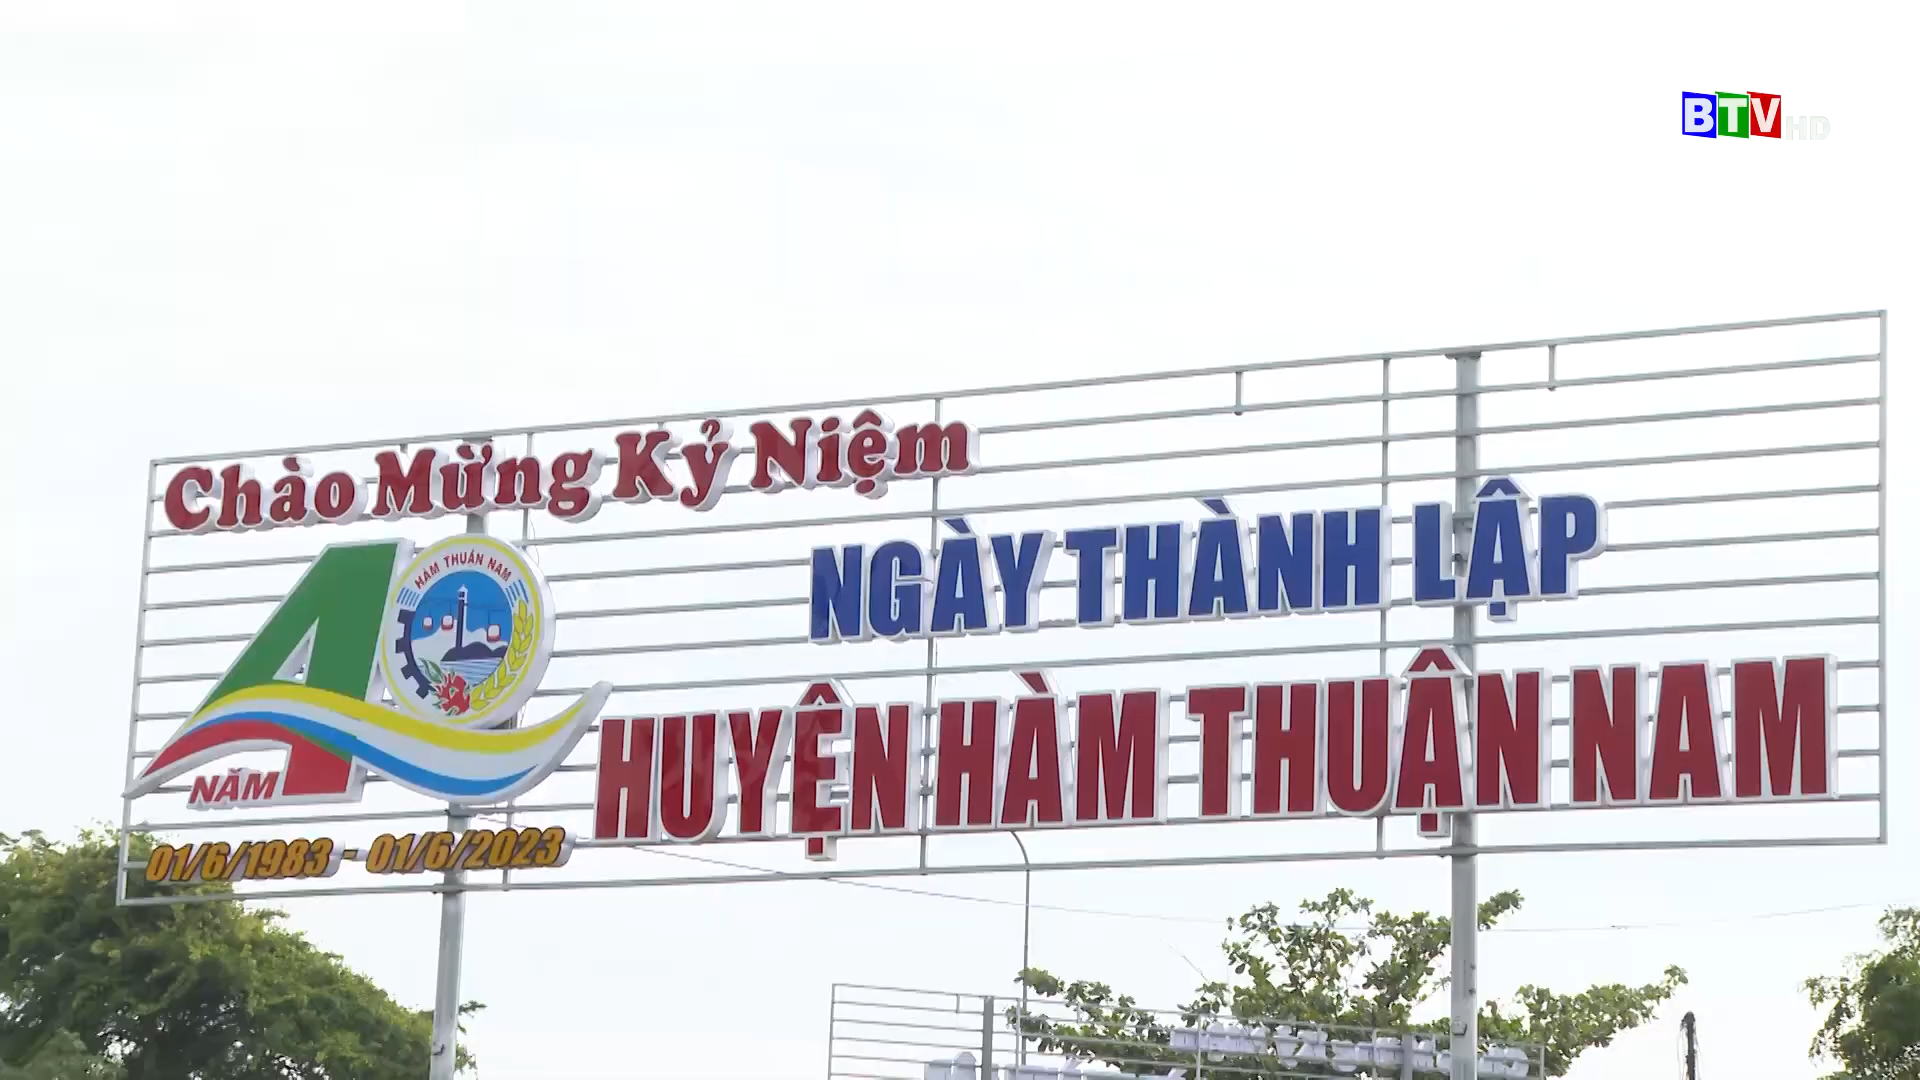 BTV HD
Chào Mừng Kỷ Niệm
40
HÀM THUẬN NAM
NĂM
01/6/1983 - 01/6/2023
NGÀY THÀNH LẬP
HUYỆN HÀM THUẬN NAM